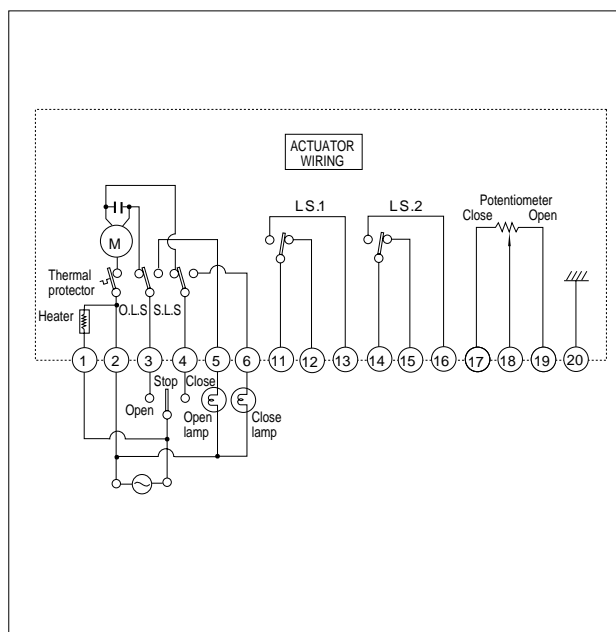 ACTUATOR
WIRING
LS.1
LS.2
Potentiometer
Close
Open
M
Thermal
protector
O.L.S
S.L.S
Heater
1
2
3
4
5
6
11
12
13
14
15
16
17
18
19
20
Stop
Close
Open
Open
lamp
Close
lamp